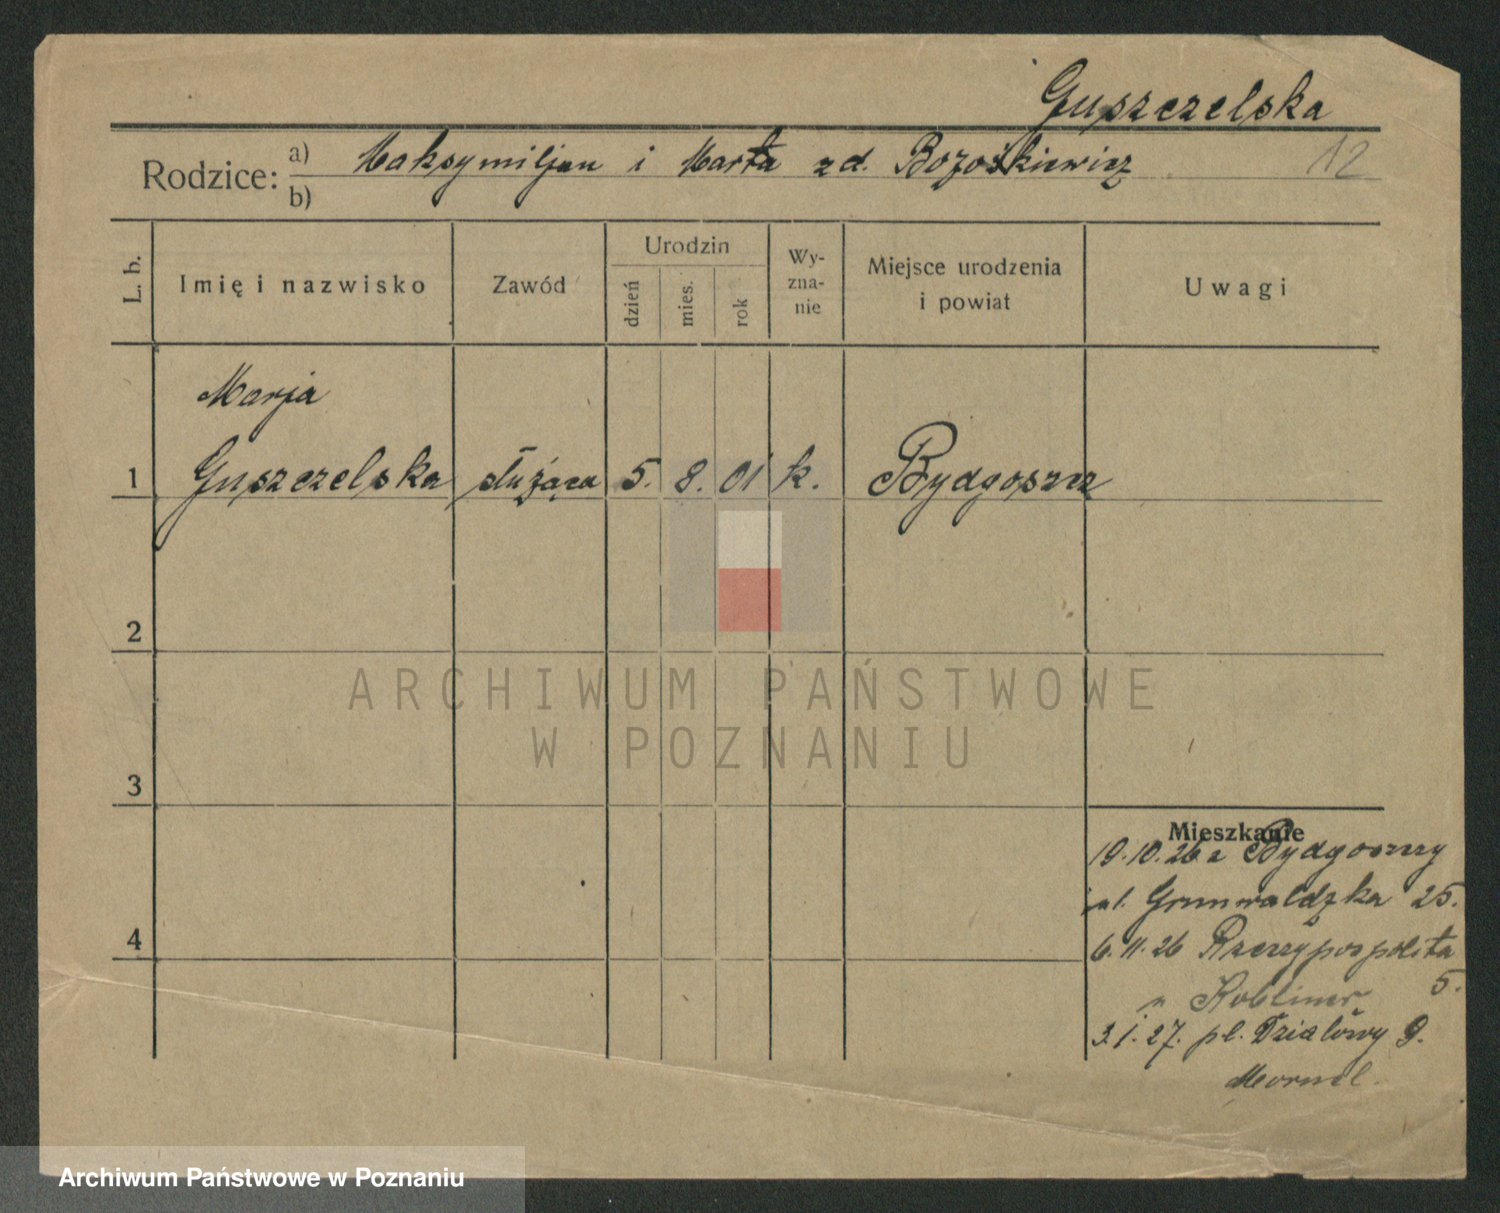 Guszczelska
Rodzice: a) Maksymiljan i Marta zd. 12
b)
L. b.
Imię i nazwisko
Zawód
Urodzin
dzień
mies.
rok
Wy-
zna-
nie
Miejsce urodzenia
i powiat
Uwagi
Marja
1 Guszczelska służąca 5. 8. 01 k. Bydgoszcz
2
ARCHIWUM PAŃSTWOWE
W POZNANIU
3
Mieszkanie
19.10.26 z Bydgoszczy
ul. Grunwaldzka 25.
4
6.11.26 Rzeczypospolita
5.
3.1.27. pl. Działowy 9.
Archiwum Państwowe w Poznaniu